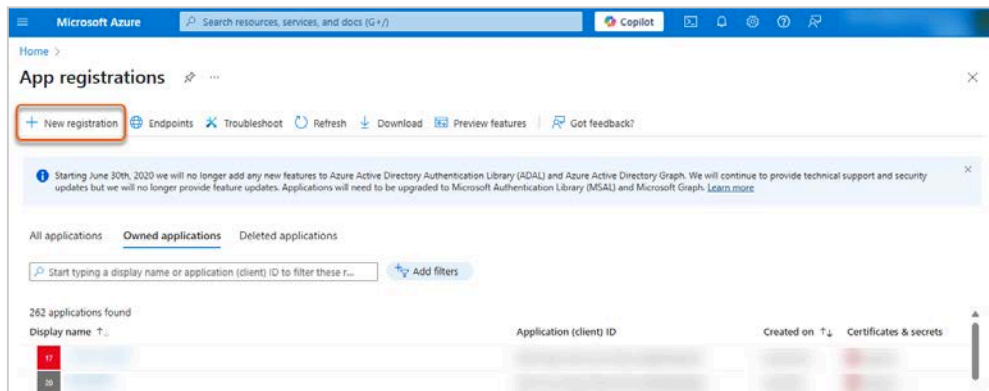 Microsoft Azure
Search resources, services, and docs (G+/)
Copilot
Home >
App registrations
New registration
Endpoints
Troubleshoot
Refresh
Download
Preview features
Got feedback?
Starting June 30th, 2020 we will no longer add any new features to Azure Active Directory Authentication Library (ADAL) and Azure Active Directory Graph. We will continue to provide technical support and security
updates but we will no longer provide feature updates. Applications will need to be upgraded to Microsoft Authentication Library (MSAL) and Microsoft Graph. Learn more
All applications
Owned applications
Deleted applications
Start typing a display name or application (client) ID to filter these r...
Add filters
262 applications found
Display name
Application (client) ID
Created on
Certificates & secrets
17
20